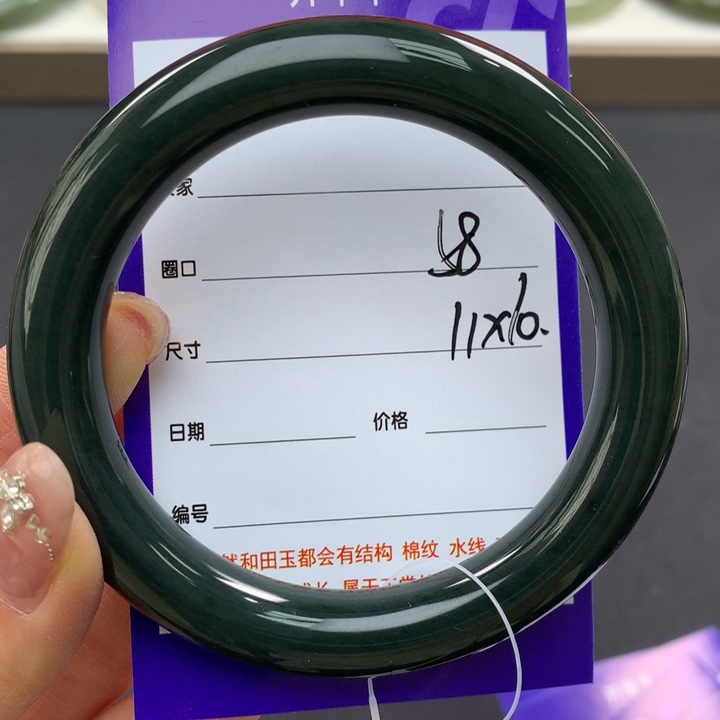 家
圈口 58
尺寸 11x10.
日期 价格
编号
然和田玉都会有结构 棉纹 水线